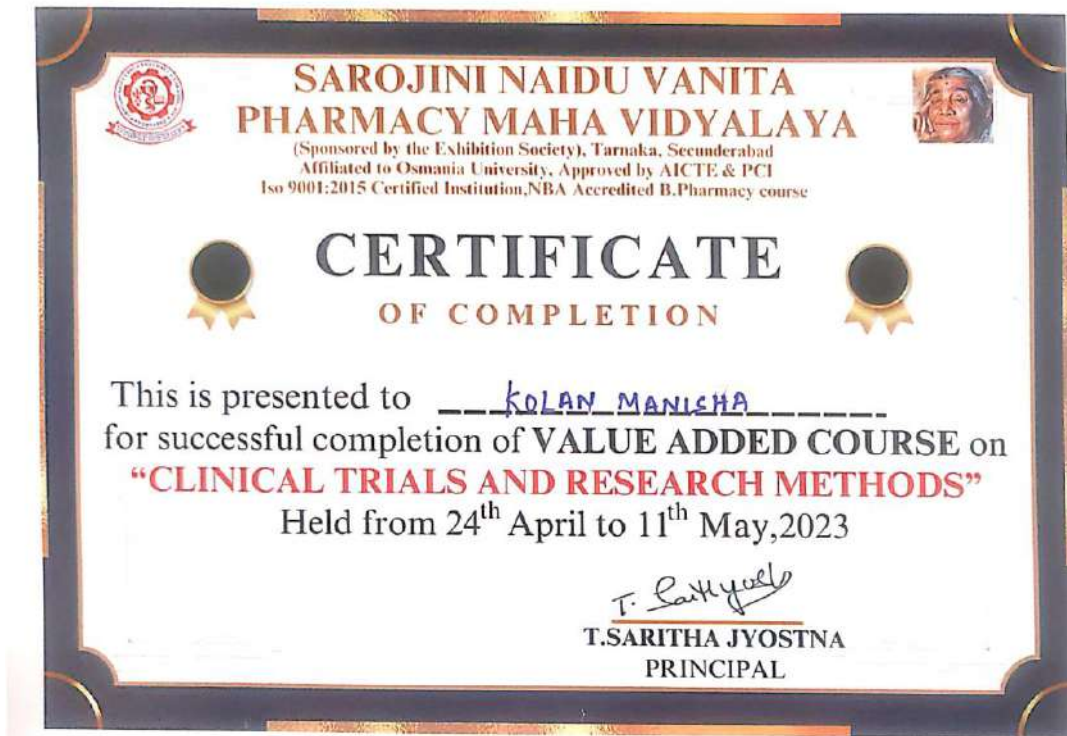 SAROJINI NAIDU VANITA
PHARMACY MAHA VIDYALAYA
(Sponsored by the Exhibition Society), Tarnaka, Secunderabad
Affiliated to Osmania University, Approved by AICTE & PCI
Iso 9001:2015 Certified Institution,NBA Accredited B.Pharmacy course
CERTIFICATE
OF COMPLETION
This is presented to KOLAN MANISHA
for successful completion of VALUE ADDED COURSE on
“CLINICAL TRIALS AND RESEARCH METHODS”
Held from 24th April to 11th May,2023
T.SARITHA JYOSTNA
PRINCIPAL